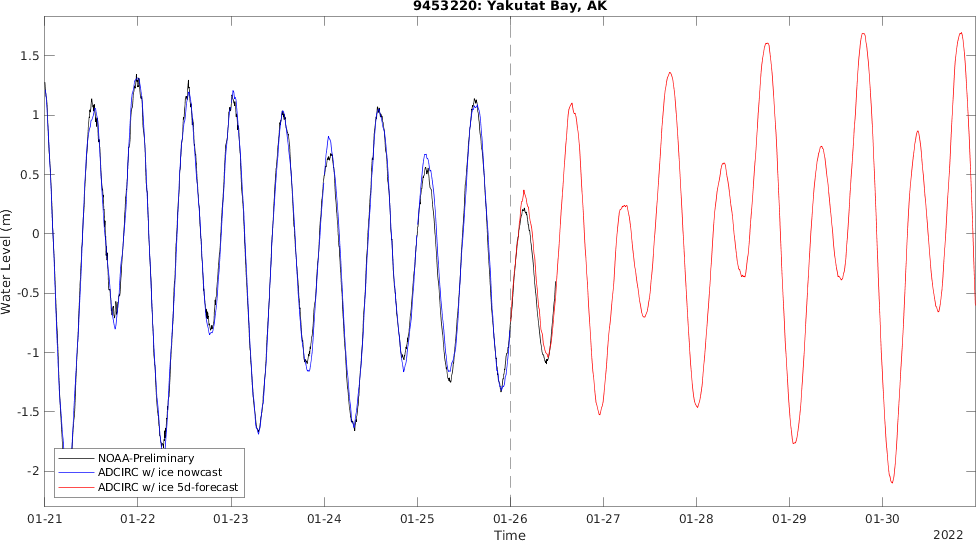 9453220: Yakutat Bay, AK
Water Level (m)
1.5
1
0.5
0
-0.5
-1
-1.5
-2
NOAA-Preliminary
ADCIRC w/ ice nowcast
ADCIRC w/ ice 5d-forecast
01-21 01-22 01-23 01-24 01-25 01-26 01-27 01-28 01-29 01-30
Time
2022